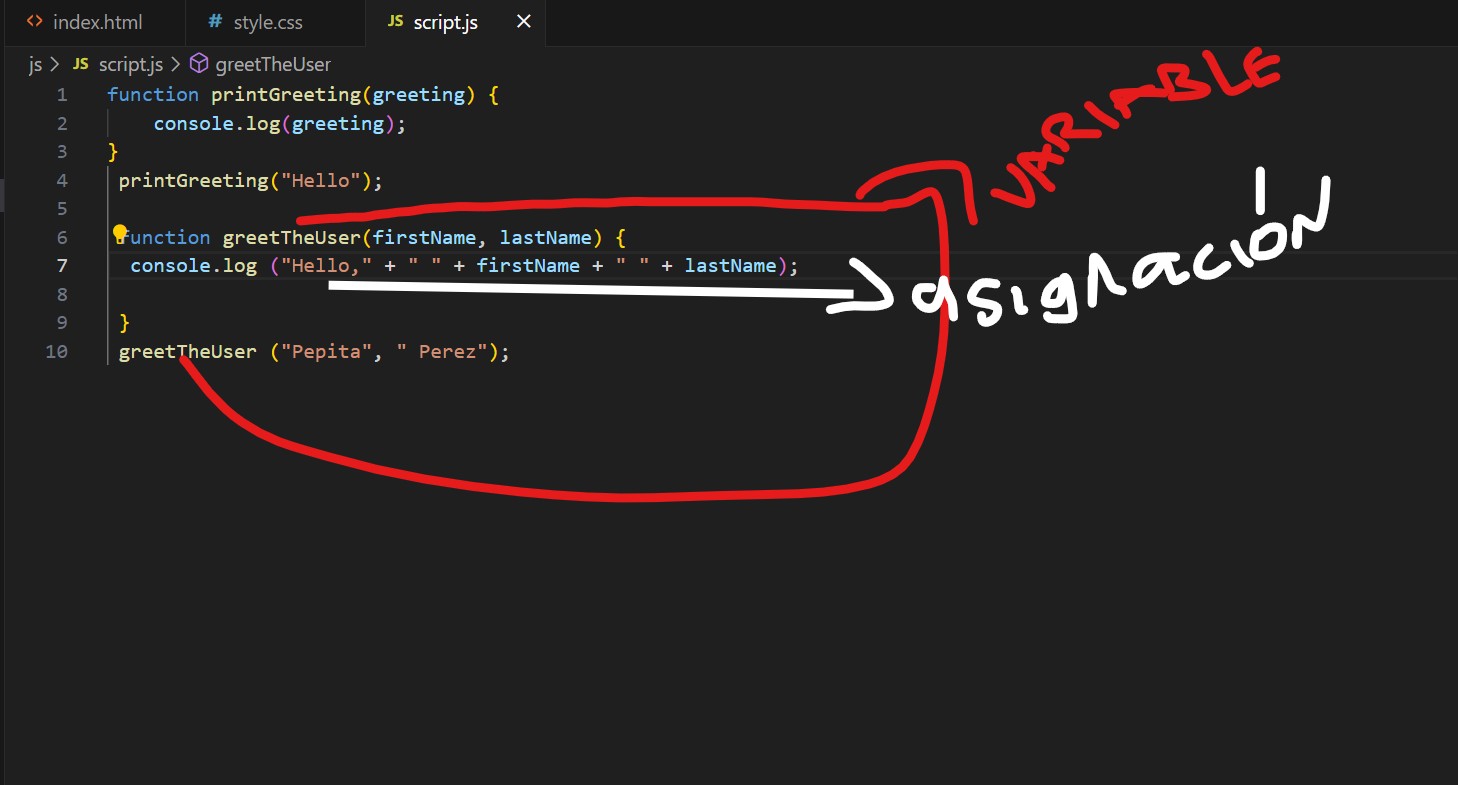 index.html # style.css JS script.js ×
js > JS script.js > greetTheUser
1 function printGreeting(greeting) {
2 console.log(greeting);
3 }
4 printGreeting("Hello");
5
6 function greetTheUser(firstName, lastName) {
7 console.log ("Hello," + " " + firstName + " " + lastName);
8
9 }
10 greetTheUser ("Pepita", " Perez");
VARIABLE
asignación